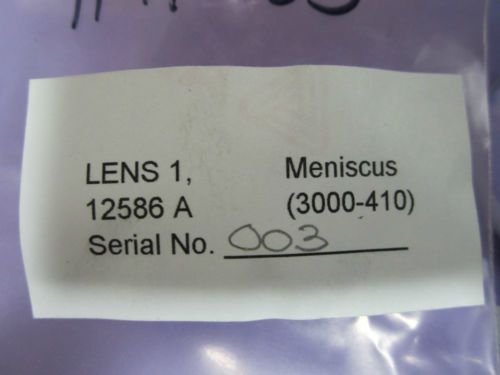 LENS 1, Meniscus
12586 A (3000-410)
Serial No. 003